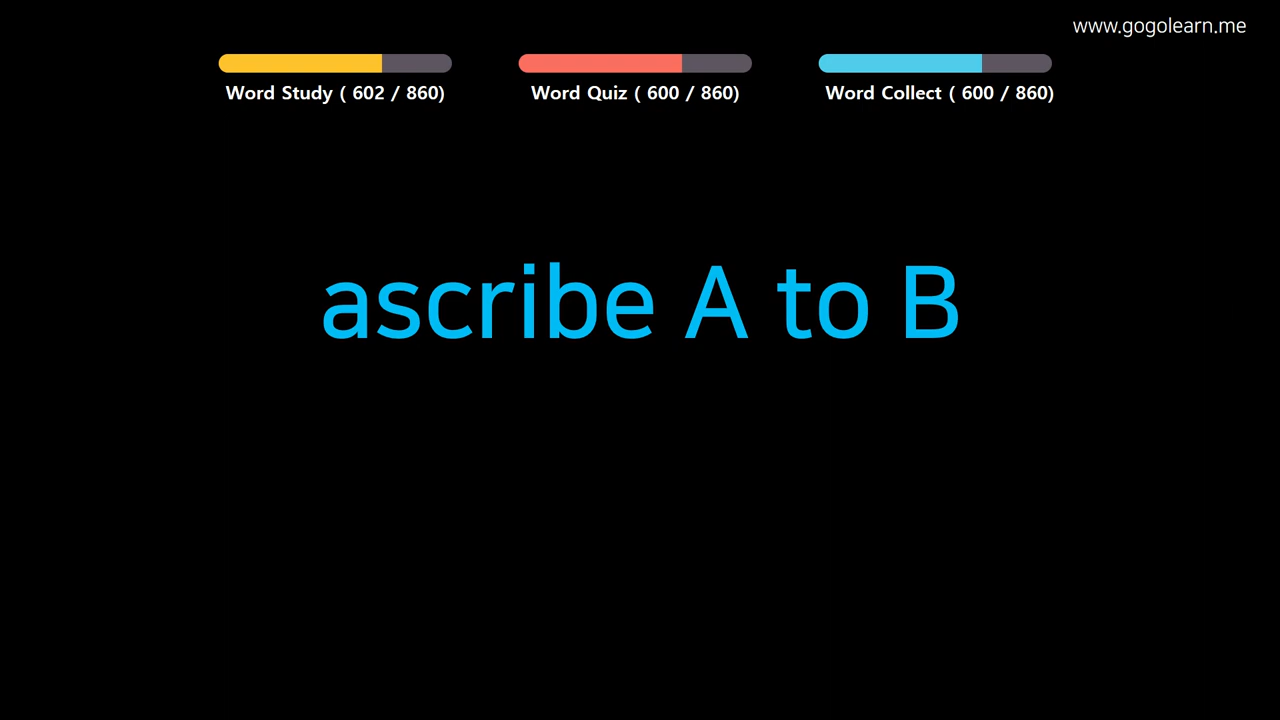 www.gogolearn.me
Word Study ( 602 / 860)
Word Quiz ( 600 / 860)
Word Collect ( 600 / 860)
ascribe A to B